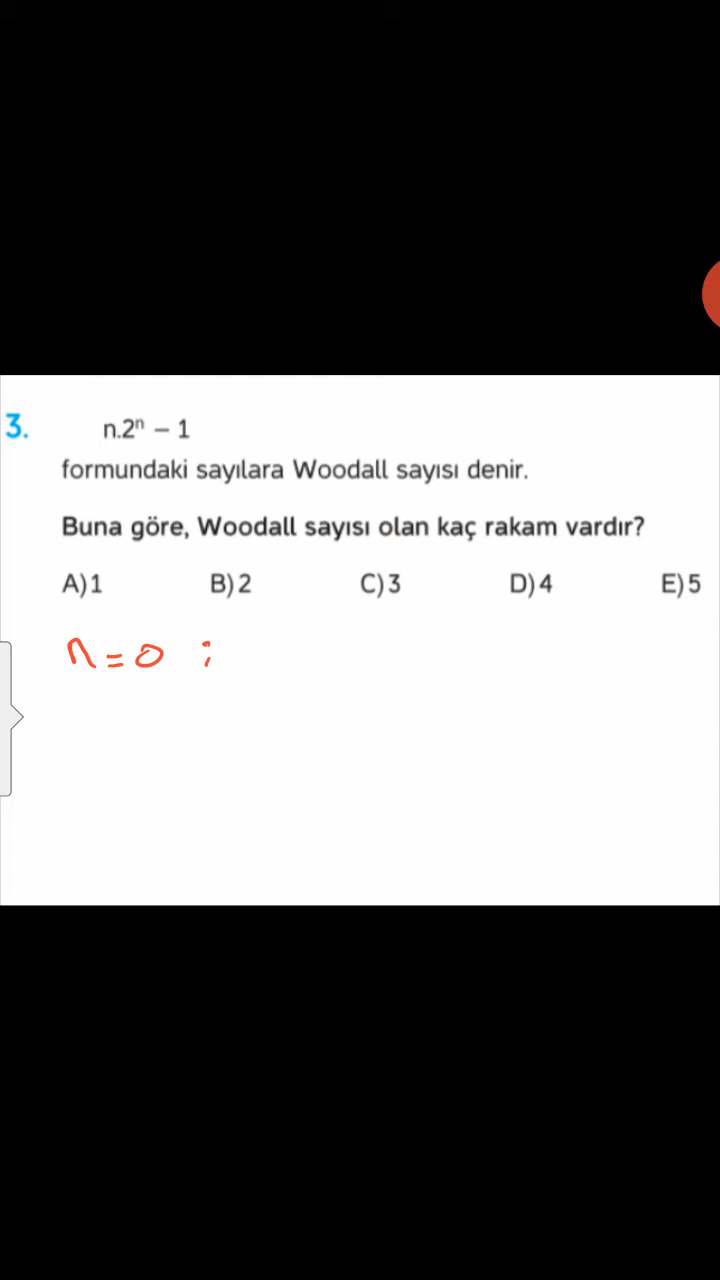 3. n.2ⁿ – 1
formundaki sayılara Woodall sayısı denir.
Buna göre, Woodall sayısı olan kaç rakam vardır?
A) 1 B) 2 C) 3 D) 4 E) 5
n = 0 :